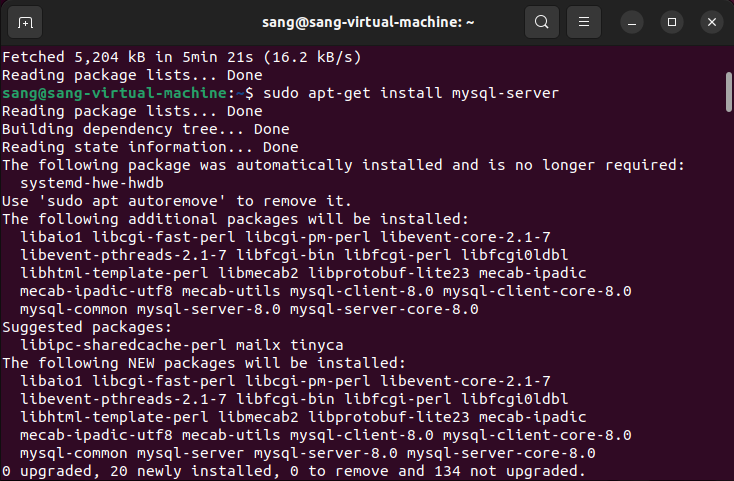 sang@sang-virtual-machine: ~
Fetched 5,204 kB in 5min 21s (16.2 kB/s)
Reading package lists... Done
sang@sang-virtual-machine:~$ sudo apt-get install mysql-server
Reading package lists... Done
Building dependency tree... Done
Reading state information... Done
The following package was automatically installed and is no longer required:
  systemd-hwe-hwdb
Use 'sudo apt autoremove' to remove it.
The following additional packages will be installed:
  libaio1 libcgi-fast-perl libcgi-pm-perl libevent-core-2.1-7
  libevent-pthreads-2.1-7 libfcgi-bin libfcgi-perl libfcgi0ldbl
  libhtml-template-perl libmecab2 libprotobuf-lite23 mecab-ipadic
  mecab-ipadic-utf8 mecab-utils mysql-client-8.0 mysql-client-core-8.0
  mysql-common mysql-server-8.0 mysql-server-core-8.0
Suggested packages:
  libipc-sharedcache-perl mailx tinyca
The following NEW packages will be installed:
  libaio1 libcgi-fast-perl libcgi-pm-perl libevent-core-2.1-7
  libevent-pthreads-2.1-7 libfcgi-bin libfcgi-perl libfcgi0ldbl
  libhtml-template-perl libmecab2 libprotobuf-lite23 mecab-ipadic
  mecab-ipadic-utf8 mecab-utils mysql-client-8.0 mysql-client-core-8.0
  mysql-common mysql-server mysql-server-8.0 mysql-server-core-8.0
0 upgraded, 20 newly installed, 0 to remove and 134 not upgraded.